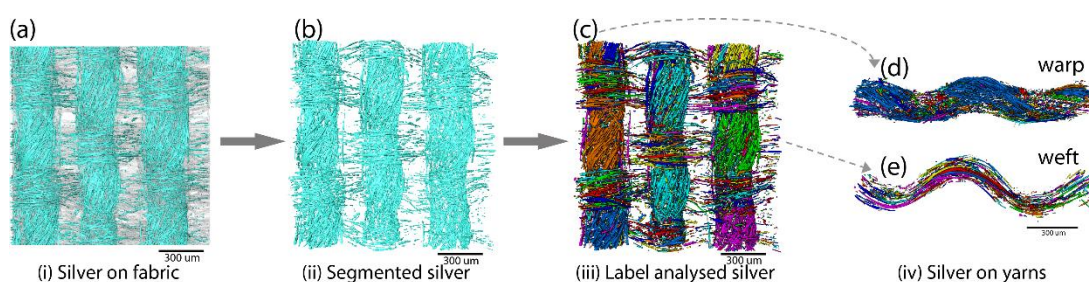 (a)
(b)
(c)
(d) warp
(e) weft
300 um
300 um
300 um
300 um
(i) Silver on fabric
(ii) Segmented silver
(iii) Label analysed silver
(iv) Silver on yarns